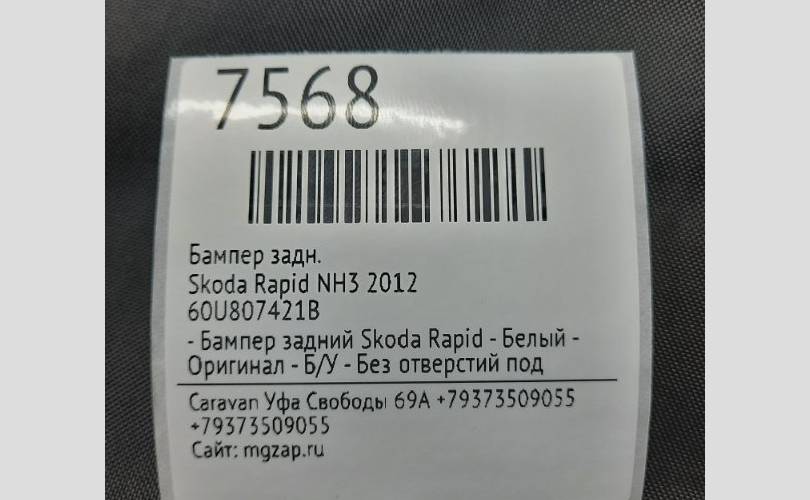 7568
Бампер задн.
Skoda Rapid NH3 2012
60U807421B
- Бампер задний Skoda Rapid - Белый -
Оригинал - Б/У - Без отверстий под
Caravan Уфа Свободы 69А +79373509055
+79373509055
Сайт: mgzap.ru